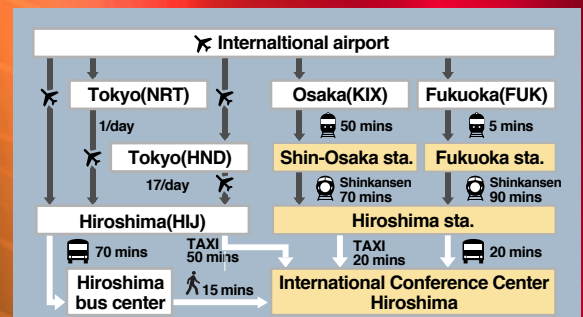 Internaltional airport
Tokyo(NRT)
Osaka(KIX)
Fukuoka(FUK)
1/day
50 mins
5 mins
Tokyo(HND)
Shin-Osaka sta.
Fukuoka sta.
17/day
Shinkansen
70 mins
Shinkansen
90 mins
Hiroshima(HIJ)
Hiroshima sta.
70 mins
TAXI
50 mins
TAXI
20 mins
20 mins
Hiroshima
bus center
15 mins
International Conference Center
Hiroshima